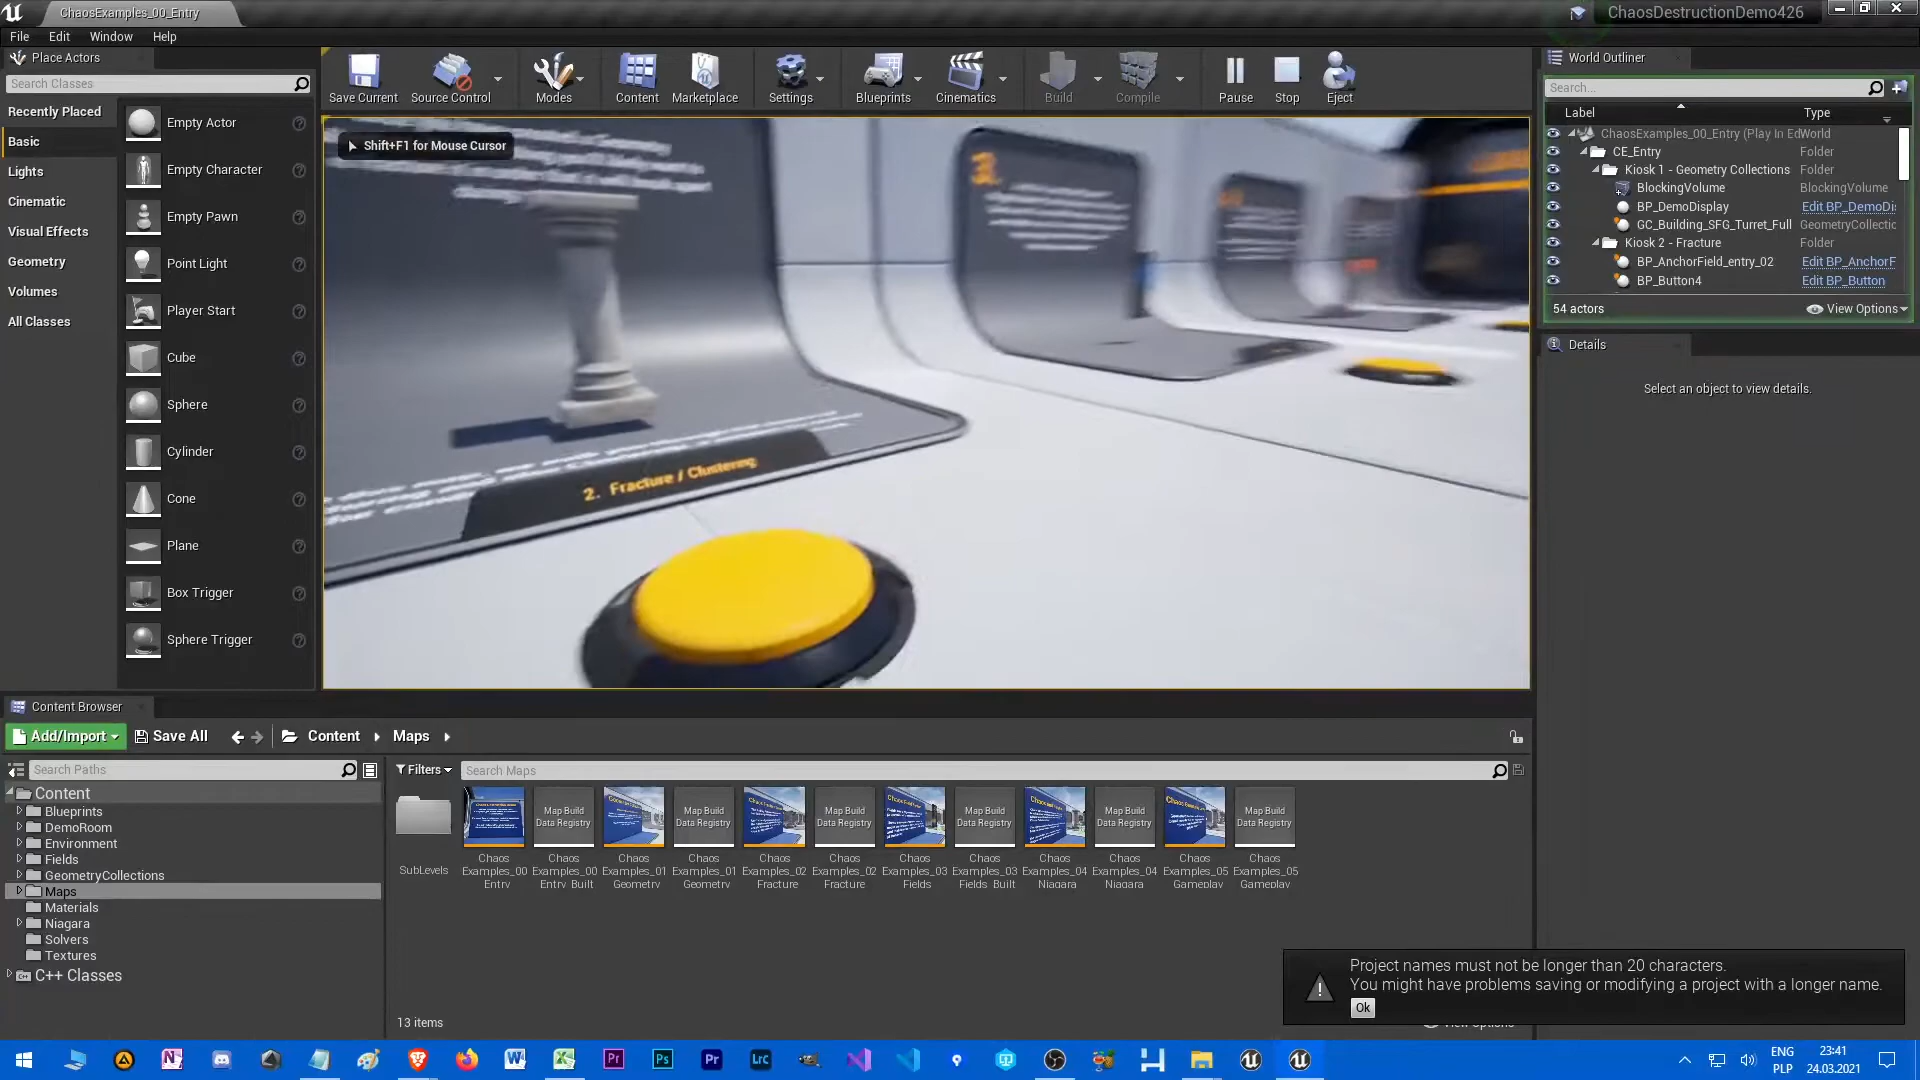 ChaosExamples_00_Entry
ChaosDestructionDemo426
File Edit Window Help
Place Actors
Search Classes
Recently Placed
Basic
Lights
Cinematic
Visual Effects
Geometry
Volumes
All Classes
Empty Actor
Empty Character
Empty Pawn
Point Light
Player Start
Cube
Sphere
Cylinder
Cone
Plane
Box Trigger
Sphere Trigger
Save Current Source Control Modes Content Marketplace Settings Blueprints Cinematics Build Compile Pause Stop Eject
Shift+F1 for Mouse Cursor
3.
2. Fracture / Clustering
World Outliner
Search...
Label Type
ChaosExamples_00_Entry (Play In Ed World
CE_Entry Folder
Kiosk 1 - Geometry Collections Folder
BlockingVolume BlockingVolume
BP_DemoDisplay Edit BP_DemoDi
GC_Building_SFG_Turret_Full GeometryCollectic
Kiosk 2 - Fracture Folder
BP_AnchorField_entry_02 Edit BP_AnchorF
BP_Button4 Edit BP_Button
54 actors View Options
Details
Select an object to view details.
Content Browser
Add/Import Save All Content Maps
Search Paths
Filters Search Maps
Content
Blueprints
DemoRoom
Environment
Fields
GeometryCollections
Maps
Materials
Niagara
Solvers
Textures
C++ Classes
SubLevels
Chaos Examples_00 Entry
Map Build Data Registry
Chaos Examples_00 Entry_Built
Chaos Examples_01 Geometry
Map Build Data Registry
Chaos Examples_01 Geometry
Chaos Examples_02 Fracture
Map Build Data Registry
Chaos Examples_02 Fracture
Chaos Examples_03 Fields
Map Build Data Registry
Chaos Examples_03 Fields_Built
Chaos Examples_04 Niagara
Map Build Data Registry
Chaos Examples_04 Niagara
Chaos Examples_05 Gameplay
Map Build Data Registry
Chaos Examples_05 Gameplay
13 items
Project names must not be longer than 20 characters.
You might have problems saving or modifying a project with a longer name.
Ok
View Options
ENG
PLP
23:41
24.03.2021